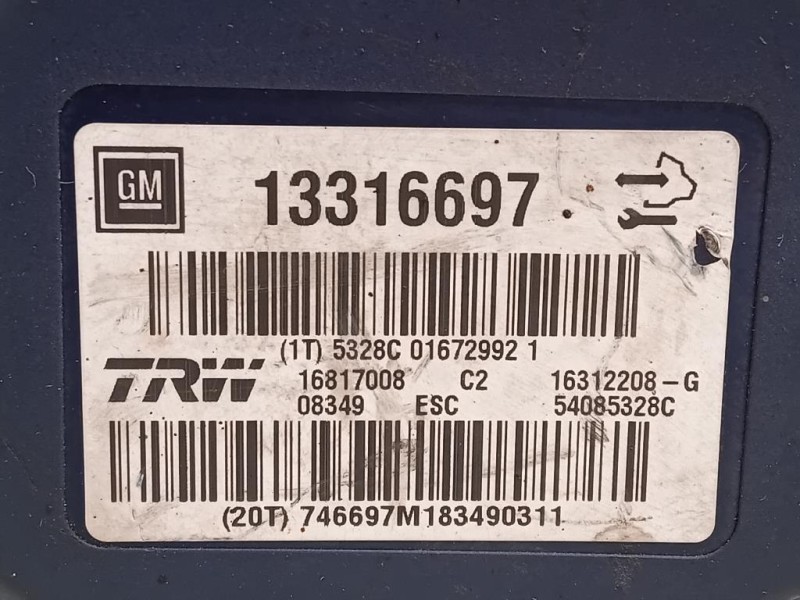 GM
13316697
(1T) 5328C 01672992 1
TRW
16817008 C2 16312208-G
08349 ESC 54085328C
(20T) 746697M183490311